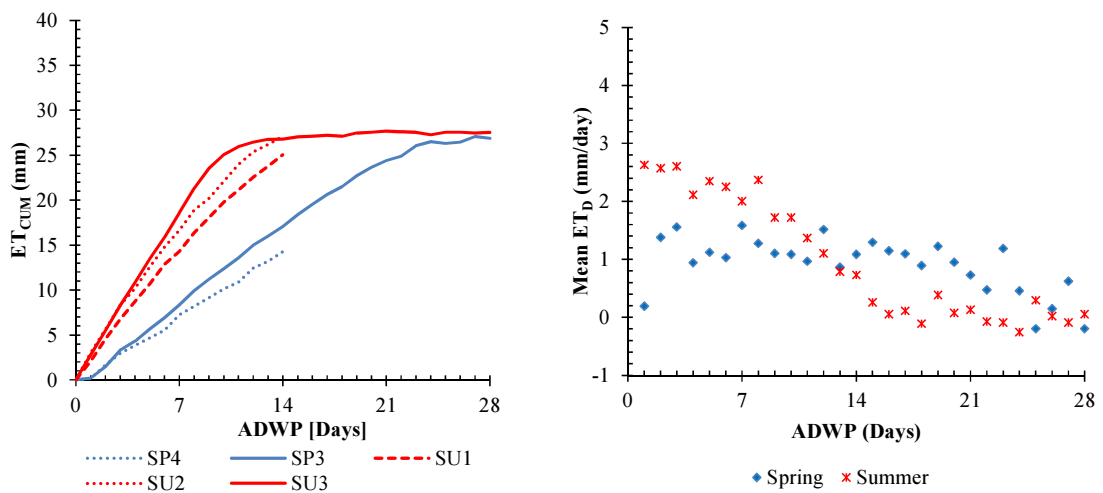 40
35
30
25
20
15
10
5
0
ET_CUM (mm)
0 7 14 21 28
ADWP [Days]
SP4 SP3 SU1
SU2 SU3
5
4
3
2
1
0
-1
Mean ET_D (mm/day)
0 7 14 21 28
ADWP (Days)
Spring Summer